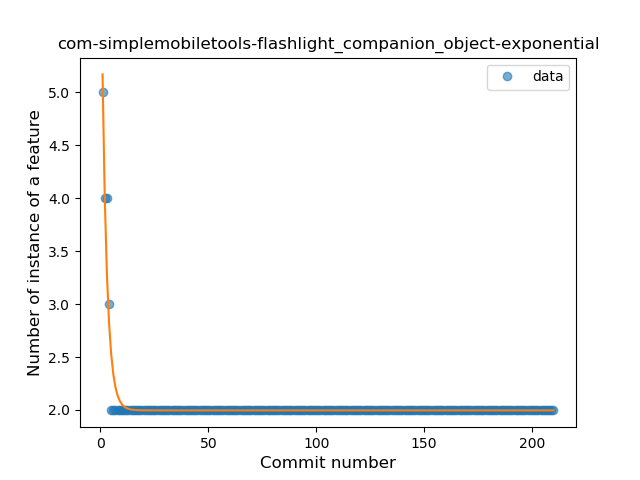 com-simplemobiletools-flashlight_companion_object-exponential
data
5.0
4.5
4.0
3.5
3.0
2.5
2.0
Number of instance of a feature
0 50 100 150 200
Commit number